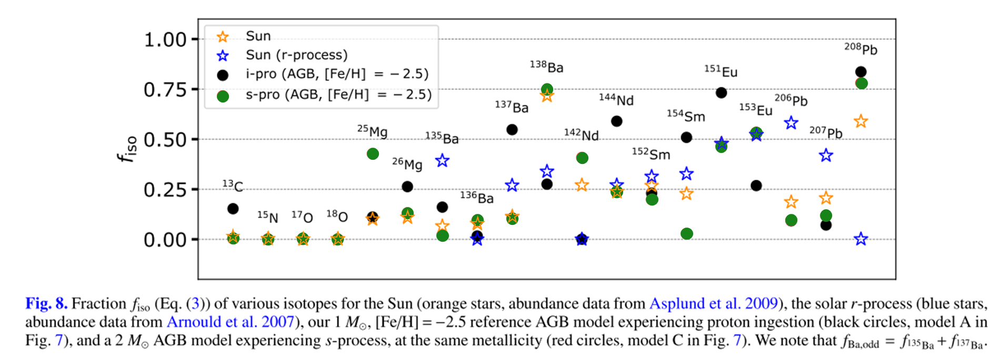 1.00
0.75
0.50
0.25
0.00
f_iso
Sun
Sun (r-process)
i-pro (AGB, [Fe/H] = − 2.5)
s-pro (AGB, [Fe/H] = − 2.5)
¹³C
¹⁵N
¹⁷O
¹⁸O
²⁵Mg
²⁶Mg
¹³⁵Ba
¹³⁶Ba
¹³⁷Ba
¹³⁸Ba
¹⁴²Nd
¹⁴⁴Nd
¹⁵²Sm
¹⁵⁴Sm
¹⁵¹Eu
¹⁵³Eu
²⁰⁶Pb
²⁰⁷Pb
²⁰⁸Pb
Fig. 8. Fraction f_iso (Eq. (3)) of various isotopes for the Sun (orange stars, abundance data from Asplund et al. 2009), the solar r-process (blue stars,
abundance data from Arnould et al. 2007), our 1 M⊙, [Fe/H] = −2.5 reference AGB model experiencing proton ingestion (black circles, model A in
Fig. 7), and a 2 M⊙ AGB model experiencing s-process, at the same metallicity (red circles, model C in Fig. 7). We note that f_Ba,odd = f_¹³⁵Ba + f_¹³⁷Ba.